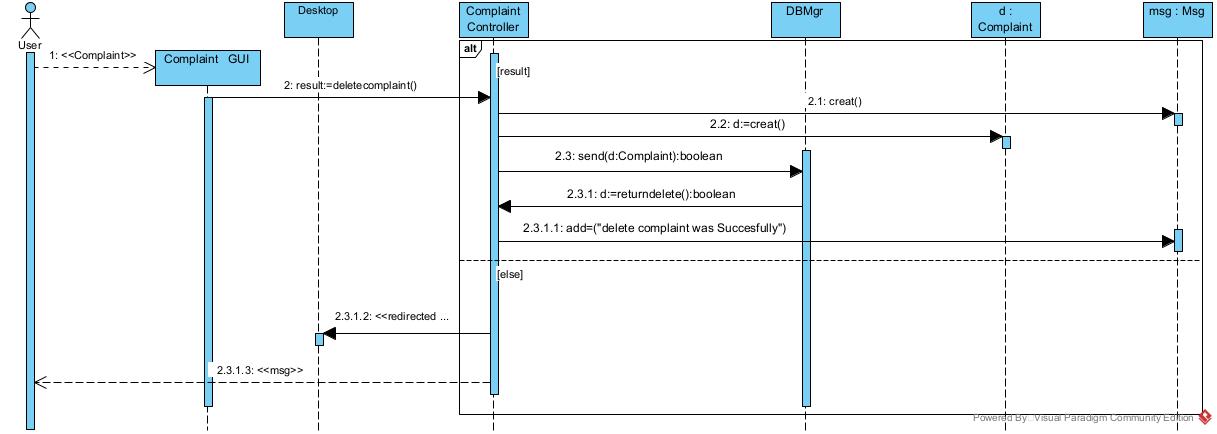 Desktop
Complaint
Controller
DBMgr
d :
Complaint
msg : Msg
User
alt
1: <<Complaint>>
Complaint GUI
[result]
2: result:=deletecomplaint()
2.1: creat()
2.2: d:=creat()
2.3: send(d:Complaint):boolean
2.3.1: d:=returndelete():boolean
2.3.1.1: add=("delete complaint was Succesfully")
[else]
2.3.1.2: <<redirected ...
2.3.1.3: <<msg>>
Powered By Visual Paradigm Community Edition